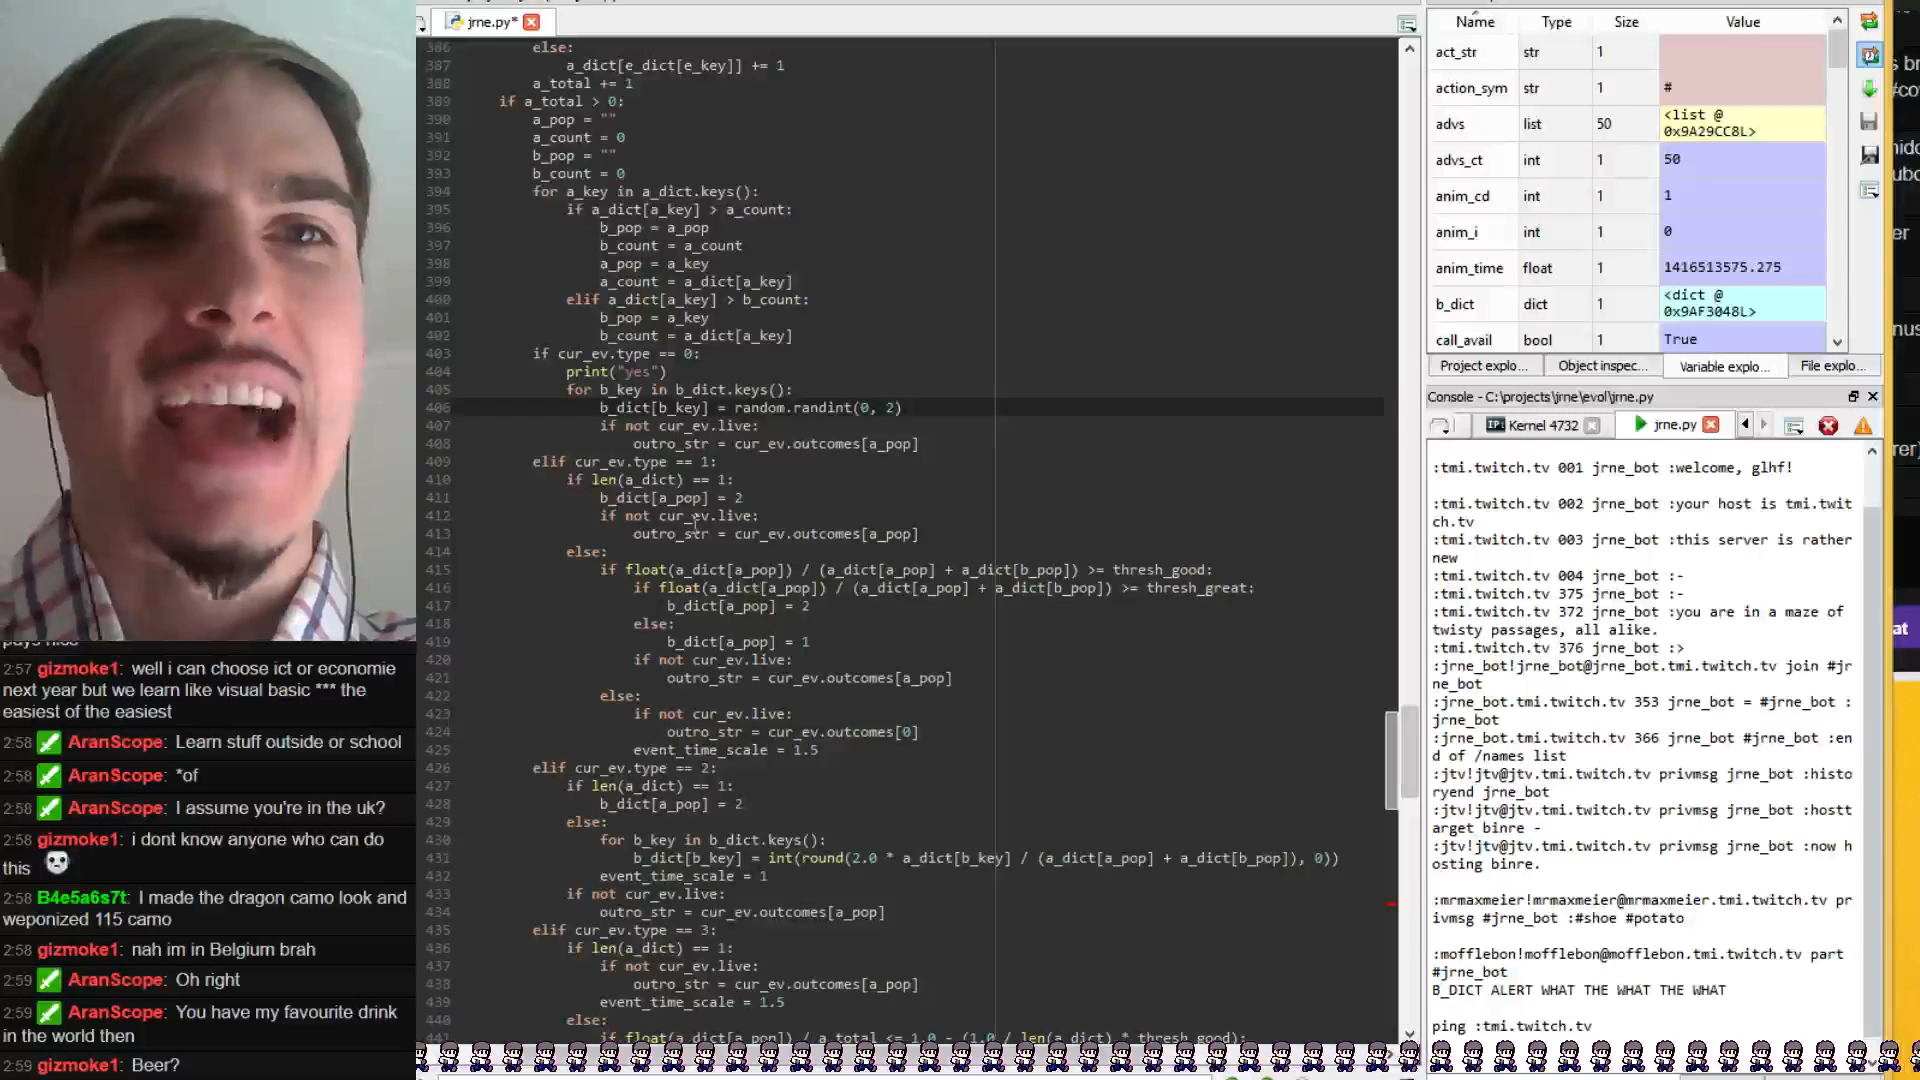 jrne.py*
386 else:
387 a_dict[e_dict[e_key]] += 1
388 a_total += 1
389 if a_total > 0:
390 a_pop = ""
391 a_count = 0
392 b_pop = ""
393 b_count = 0
394 for a_key in a_dict.keys():
395 if a_dict[a_key] > a_count:
396 b_pop = a_pop
397 b_count = a_count
398 a_pop = a_key
399 a_count = a_dict[a_key]
400 elif a_dict[a_key] > b_count:
401 b_pop = a_key
402 b_count = a_dict[a_key]
403 if cur_ev.type == 0:
404 print("yes")
405 for b_key in b_dict.keys():
406 b_dict[b_key] = random.randint(0, 2)
407 if not cur_ev.live:
408 outro_str = cur_ev.outcomes[a_pop]
409 elif cur_ev.type == 1:
410 if len(a_dict) == 1:
411 b_dict[a_pop] = 2
412 if not cur_ev.live:
413 outro_str = cur_ev.outcomes[a_pop]
414 else:
415 if float(a_dict[a_pop]) / (a_dict[a_pop] + a_dict[b_pop]) >= thresh_good:
416 if float(a_dict[a_pop]) / (a_dict[a_pop] + a_dict[b_pop]) >= thresh_great:
417 b_dict[a_pop] = 2
418 else:
419 b_dict[a_pop] = 1
420 if not cur_ev.live:
421 outro_str = cur_ev.outcomes[a_pop]
422 else:
423 if not cur_ev.live:
424 outro_str = cur_ev.outcomes[0]
425 event_time_scale = 1.5
426 elif cur_ev.type == 2:
427 if len(a_dict) == 1:
428 b_dict[a_pop] = 2
429 else:
430 for b_key in b_dict.keys():
431 b_dict[b_key] = int(round(2.0 * a_dict[b_key] / (a_dict[a_pop] + a_dict[b_pop]), 0))
432 event_time_scale = 1
433 if not cur_ev.live:
434 outro_str = cur_ev.outcomes[a_pop]
435 elif cur_ev.type == 3:
436 if len(a_dict) == 1:
437 if not cur_ev.live:
438 outro_str = cur_ev.outcomes[a_pop]
439 event_time_scale = 1.5
440 else:
441 if float(a_dict[a_pop]) / a_total <= 1.0 - (1.0 / len(a_dict) * thresh_good):
2:57 gizmoke1: well i can choose ict or economie
next year but we learn like visual basic *** the
easiest of the easiest
2:58 AranScope: Learn stuff outside or school
2:58 AranScope: *of
2:58 AranScope: I assume you're in the uk?
2:58 gizmoke1: i dont know anyone who can do
this
2:58 B4e5a6s7t: I made the dragon camo look and
weponized 115 camo
2:58 gizmoke1: nah im in Belgium brah
2:59 AranScope: Oh right
2:59 AranScope: You have my favourite drink
in the world then
2:59 gizmoke1: Beer?
Name Type Size Value
act_str str 1
action_sym str 1 #
advs list 50 <list @
0x9A29CC8L>
advs_ct int 1 50
anim_cd int 1 1
anim_i int 1 0
anim_time float 1 1416513575.275
b_dict dict 1 <dict @
0x9AF3048L>
call_avail bool 1 True
Project explo... Object inspec... Variable explo... File explo...
Console - C:\projects\jrne\evol\jrne.py
IP: Kernel 4732 jrne.py
:tmi.twitch.tv 001 jrne_bot :welcome, glhf!
:tmi.twitch.tv 002 jrne_bot :your host is tmi.twit
ch.tv
:tmi.twitch.tv 003 jrne_bot :this server is rather
new
:tmi.twitch.tv 004 jrne_bot :-
:tmi.twitch.tv 375 jrne_bot :-
:tmi.twitch.tv 372 jrne_bot :you are in a maze of
twisty passages, all alike.
:tmi.twitch.tv 376 jrne_bot :>
:jrne_bot!jrne_bot@jrne_bot.tmi.twitch.tv join #jr
ne_bot
:jrne_bot.tmi.twitch.tv 353 jrne_bot = #jrne_bot :
jrne_bot
:jrne_bot.tmi.twitch.tv 366 jrne_bot #jrne_bot :en
d of /names list
:jtv!jtv@jtv.tmi.twitch.tv privmsg jrne_bot :histo
ryend jrne_bot
:jtv!jtv@jtv.tmi.twitch.tv privmsg jrne_bot :hostt
arget binre -
:jtv!jtv@jtv.tmi.twitch.tv privmsg jrne_bot :now h
osting binre.
:mrmaxmeier!mrmaxmeier@mrmaxmeier.tmi.twitch.tv pr
ivmsg #jrne_bot :#shoe #potato
:mofflebon!mofflebon@mofflebon.tmi.twitch.tv part
#jrne_bot
B_DICT ALERT WHAT THE WHAT THE WHAT
ping :tmi.twitch.tv